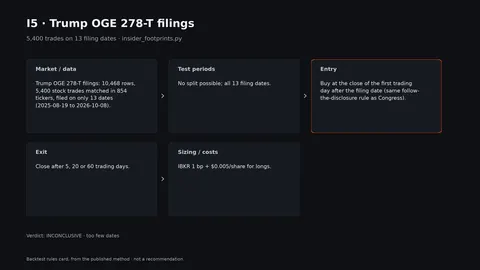 I5 · Trump OGE 278-T filings
5,400 trades on 13 filing dates · insider_footprints.py
Market / data
Trump OGE 278-T filings: 10,468 rows.
5,400 stock trades matched in 854
tickers, filed on only 13 dates
(2025-08-19 to 2026-10-08).
›
Test periods
No split possible; all 13 filing dates.
›
Entry
Buy at the close of the first trading
day after the filing date (same follow-
the-disclosure rule as Congress).
Exit
Close after 5, 20 or 60 trading days.
›
Sizing / costs
IBKR 1 bp + $0.005/share for longs.
Verdict: INCONCLUSIVE · too few dates
Backtest rules card, from the published method · not a recommendation